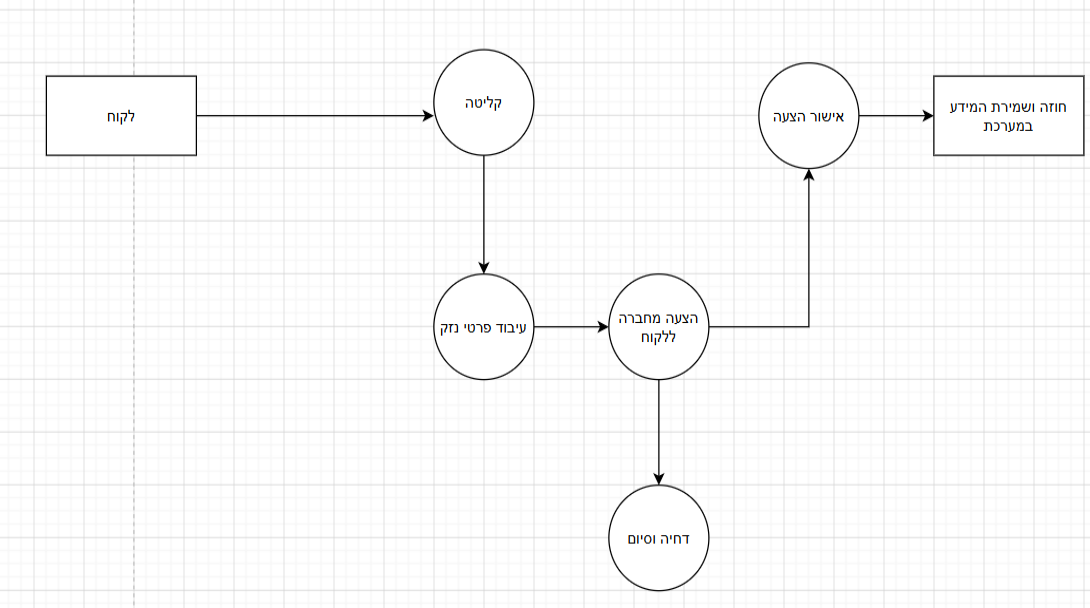 לקוח
קליטה
אישור הצעה
חוזה ושמירת המידע
במערכת
עיבוד פרטי נזק
הצעה מחברה
ללקוח
דחיה וסיום